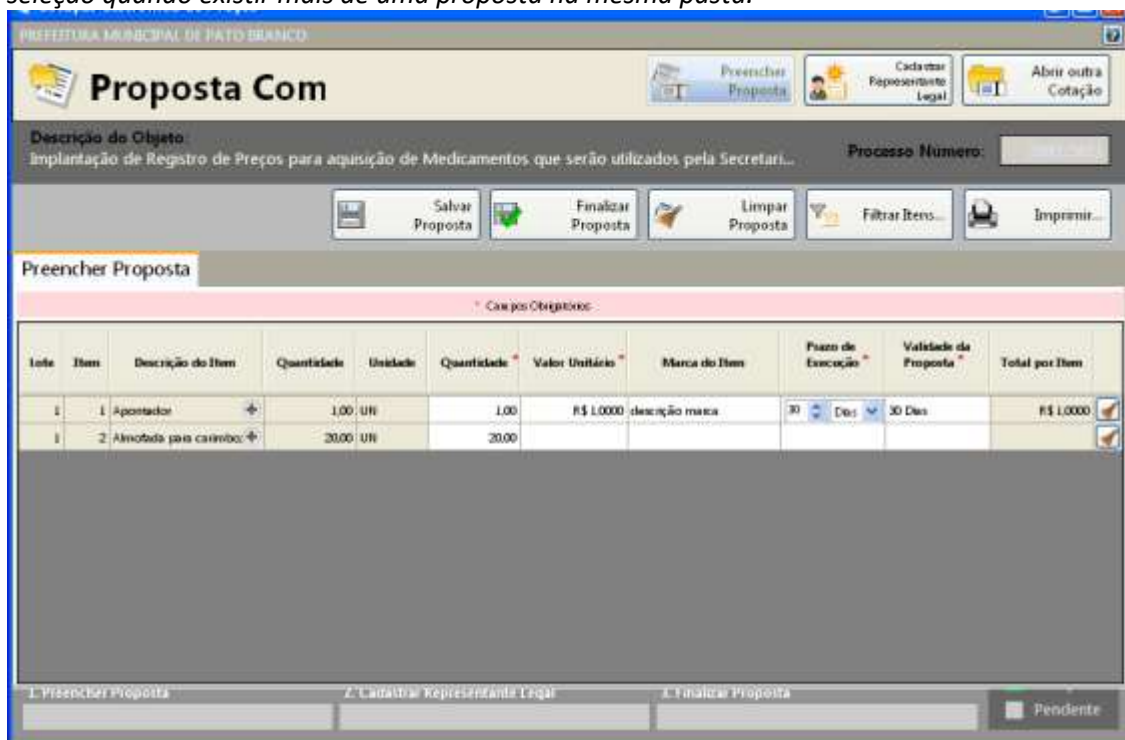 seleção quando existir mais de uma proposta na mesma pasta.
PREFEITURA MUNICIPAL DE PATO BRANCO
Proposta Com
Preencher Proposta
Cadastrar Representante Legal
Abrir outra Cotação
Descrição do Objeto:
Implantação de Registro de Preços para aquisição de Medicamentos que serão utilizados pela Secretari...
Processo Número:
Salvar Proposta
Finalizar Proposta
Limpar Proposta
Filtrar Itens...
Imprimir...
Preencher Proposta
* Campos Obrigatórios
Lote Item Descrição do Item Quantidade Unidade Quantidade * Valor Unitário * Marca do Item Prazo de Execução * Validade da Proposta * Total por Item
1 1 Apontador 1,00 UN 1,00 R$ 1,0000 descrição marca 30 Dias 30 Dias R$ 1,0000
1 2 Almofada para carimbo: 20,00 UN 20,00
1. Preencher Proposta 2. Cadastrar Representante Legal 3. Finalizar Proposta
Pendente